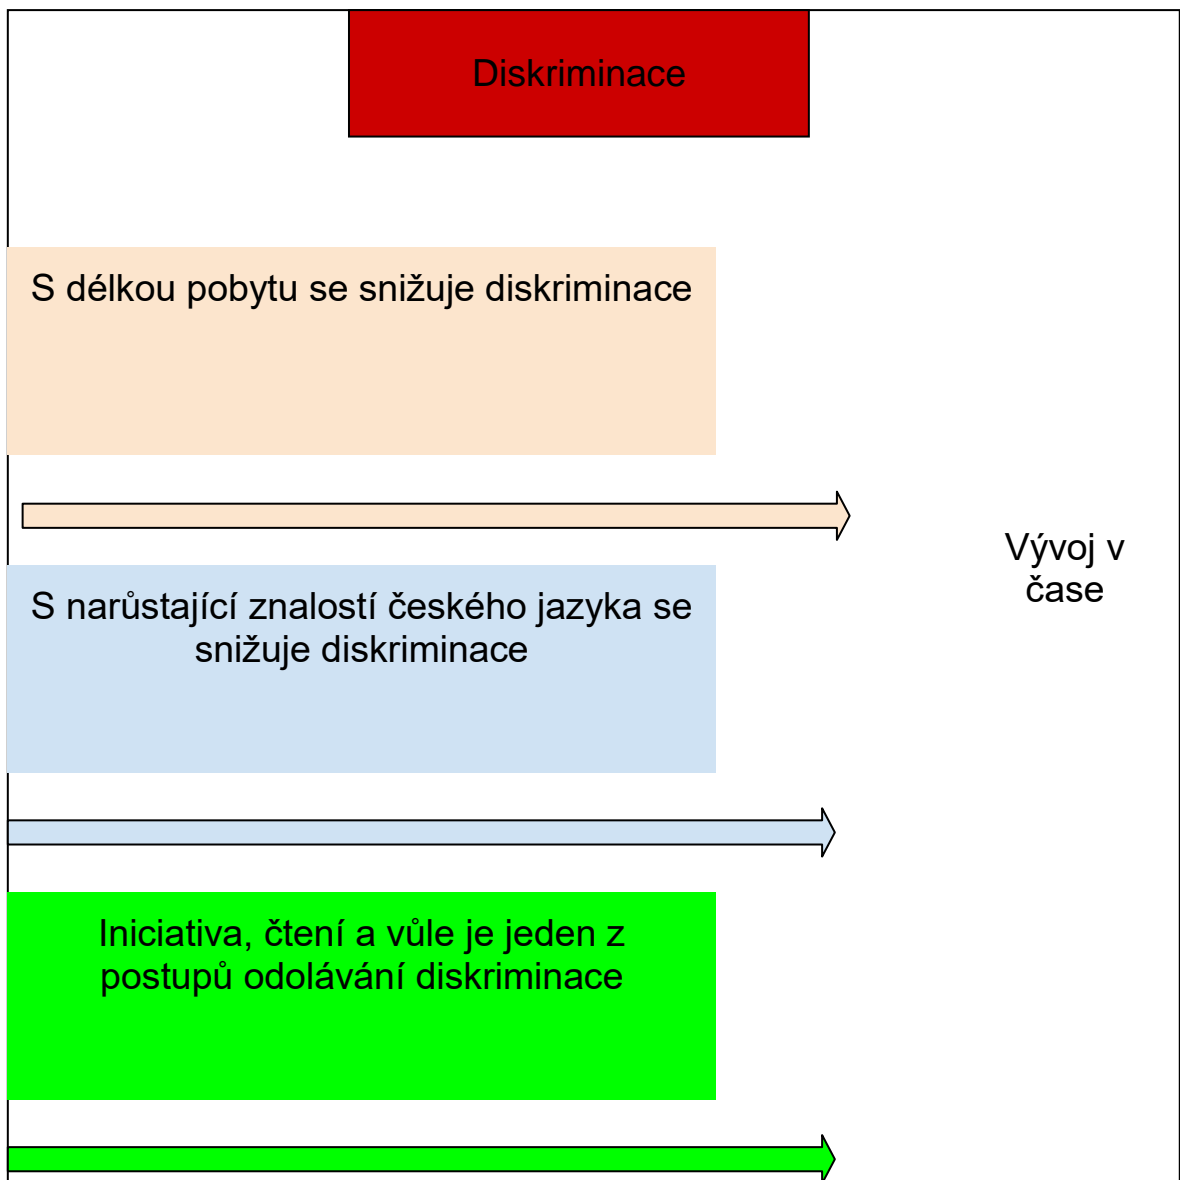 Diskriminace
S délkou pobytu se snižuje diskriminace
Vývoj v
čase
S narůstající znalostí českého jazyka se
snižuje diskriminace
Iniciativa, čtení a vůle je jeden z
postupů odolávání diskriminace